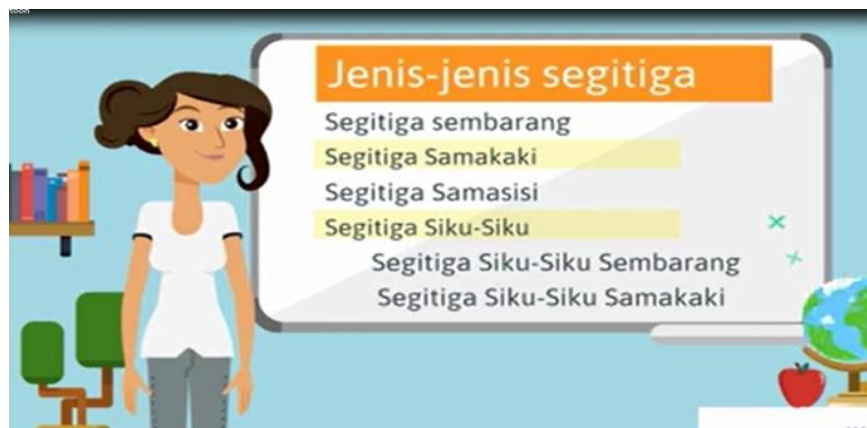 toon
Jenis-jenis segitiga
Segitiga sembarang
Segitiga Samakaki
Segitiga Samasisi
Segitiga Siku-Siku
Segitiga Siku-Siku Sembarang
Segitiga Siku-Siku Samakaki